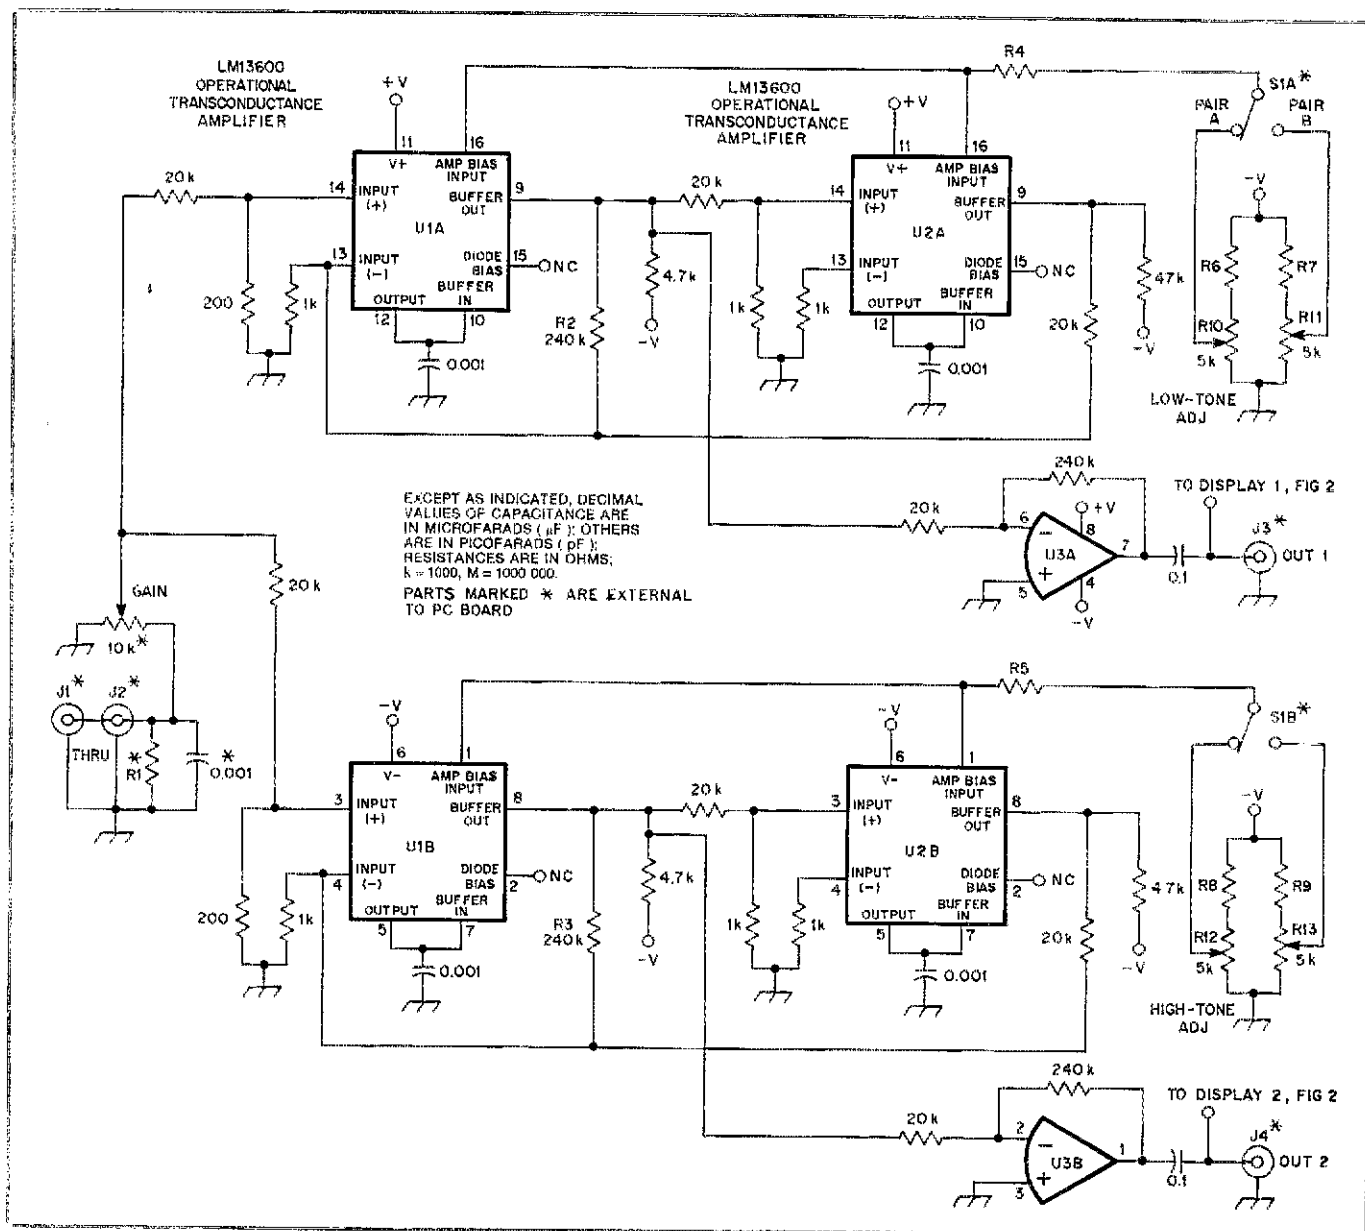 LM13600
OPERATIONAL
TRANSCONDUCTANCE
AMPLIFIER
+V
11
16
V+
AMP BIAS
INPUT
20k
14
INPUT
(+)
BUFFER
OUT
9
U1A
13
INPUT
(-)
DIODE
BIAS
15
NC
BUFFER
IN
OUTPUT
12
10
200
1k
0.001
R2
240k
4.7k
-V
20k
LM13600
OPERATIONAL
TRANSCONDUCTANCE
AMPLIFIER
+V
11
16
V+
AMP BIAS
INPUT
14
INPUT
(+)
BUFFER
OUT
9
U2A
13
INPUT
(-)
DIODE
BIAS
15
NC
BUFFER
IN
OUTPUT
12
10
1k
1k
0.001
20k
47k
-V
R4
S1A*
PAIR
A
PAIR
B
-V
R6
R7
R10
5k
R11
5k
LOW-TONE
ADJ
EXCEPT AS INDICATED, DECIMAL
VALUES OF CAPACITANCE ARE
IN MICROFARADS (µF); OTHERS
ARE IN PICOFARADS (pF);
RESISTANCES ARE IN OHMS;
k = 1000, M = 1000 000.
PARTS MARKED * ARE EXTERNAL
TO PC BOARD
240k
20k
6
-
+V
8
U3A
7
+
5
4
-V
0.1
TO DISPLAY 1, FIG 2
J3*
OUT 1
20k
GAIN
10k*
J1*
J2*
THRU
*
R1
*
0.001
-V
6
1
V-
AMP BIAS
INPUT
3
INPUT
(+)
BUFFER
OUT
8
U1B
4
INPUT
(-)
DIODE
BIAS
2
NC
BUFFER
IN
OUTPUT
5
7
200
1k
0.001
R3
240k
4.7k
-V
20k
-V
6
1
V-
AMP BIAS
INPUT
3
INPUT
(+)
BUFFER
OUT
8
U2B
4
INPUT
(-)
DIODE
BIAS
2
NC
BUFFER
IN
OUTPUT
5
7
1k
1k
0.001
20k
47k
-V
R5
S1B*
-V
R8
R9
R12
5k
R13
5k
HIGH-TONE
ADJ
240k
20k
2
-
U3B
1
+
3
0.1
TO DISPLAY 2, FIG 2
J4*
OUT 2